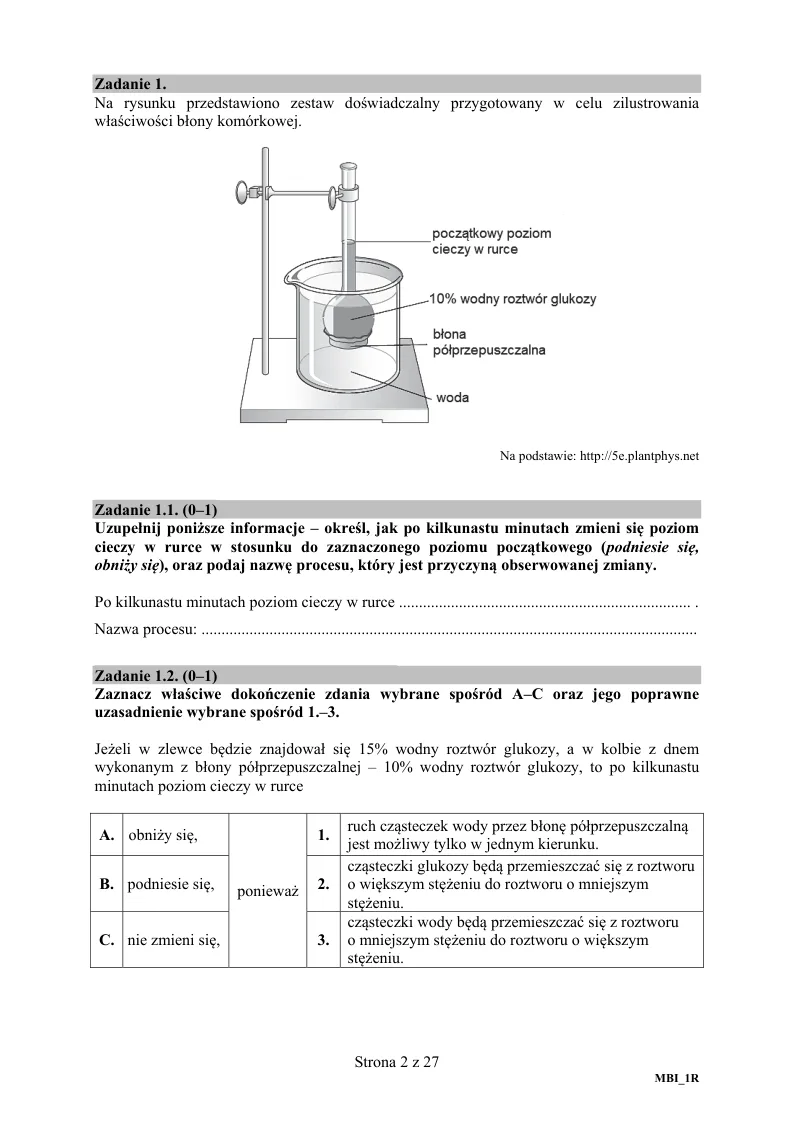 Zadanie 1.
Na rysunku przedstawiono zestaw doświadczalny przygotowany w celu zilustrowania
właściwości błony komórkowej.
początkowy poziom
cieczy w rurce
10% wodny roztwór glukozy
błona
półprzepuszczalna
woda
Na podstawie: http://5e.plantphys.net
Zadanie 1.1. (0–1)
Uzupełnij poniższe informacje – określ, jak po kilkunastu minutach zmieni się poziom
cieczy w rurce w stosunku do zaznaczonego poziomu początkowego (podniesie się,
obniży się), oraz podaj nazwę procesu, który jest przyczyną obserwowanej zmiany.
Po kilkunastu minutach poziom cieczy w rurce ......................................................................... .
Nazwa procesu: ............................................................................................................................
Zadanie 1.2. (0–1)
Zaznacz właściwe dokończenie zdania wybrane spośród A–C oraz jego poprawne
uzasadnienie wybrane spośród 1.–3.
Jeżeli w zlewce będzie znajdował się 15% wodny roztwór glukozy, a w kolbie z dnem
wykonanym z błony półprzepuszczalnej – 10% wodny roztwór glukozy, to po kilkunastu
minutach poziom cieczy w rurce
A. obniży się,
B. podniesie się,
C. nie zmieni się,
ponieważ
1. ruch cząsteczek wody przez błonę półprzepuszczalną
jest możliwy tylko w jednym kierunku.
2. cząsteczki glukozy będą przemieszczać się z roztworu
o większym stężeniu do roztworu o mniejszym
stężeniu.
3. cząsteczki wody będą przemieszczać się z roztworu
o mniejszym stężeniu do roztworu o większym
stężeniu.
Strona 2 z 27
MBI_1R